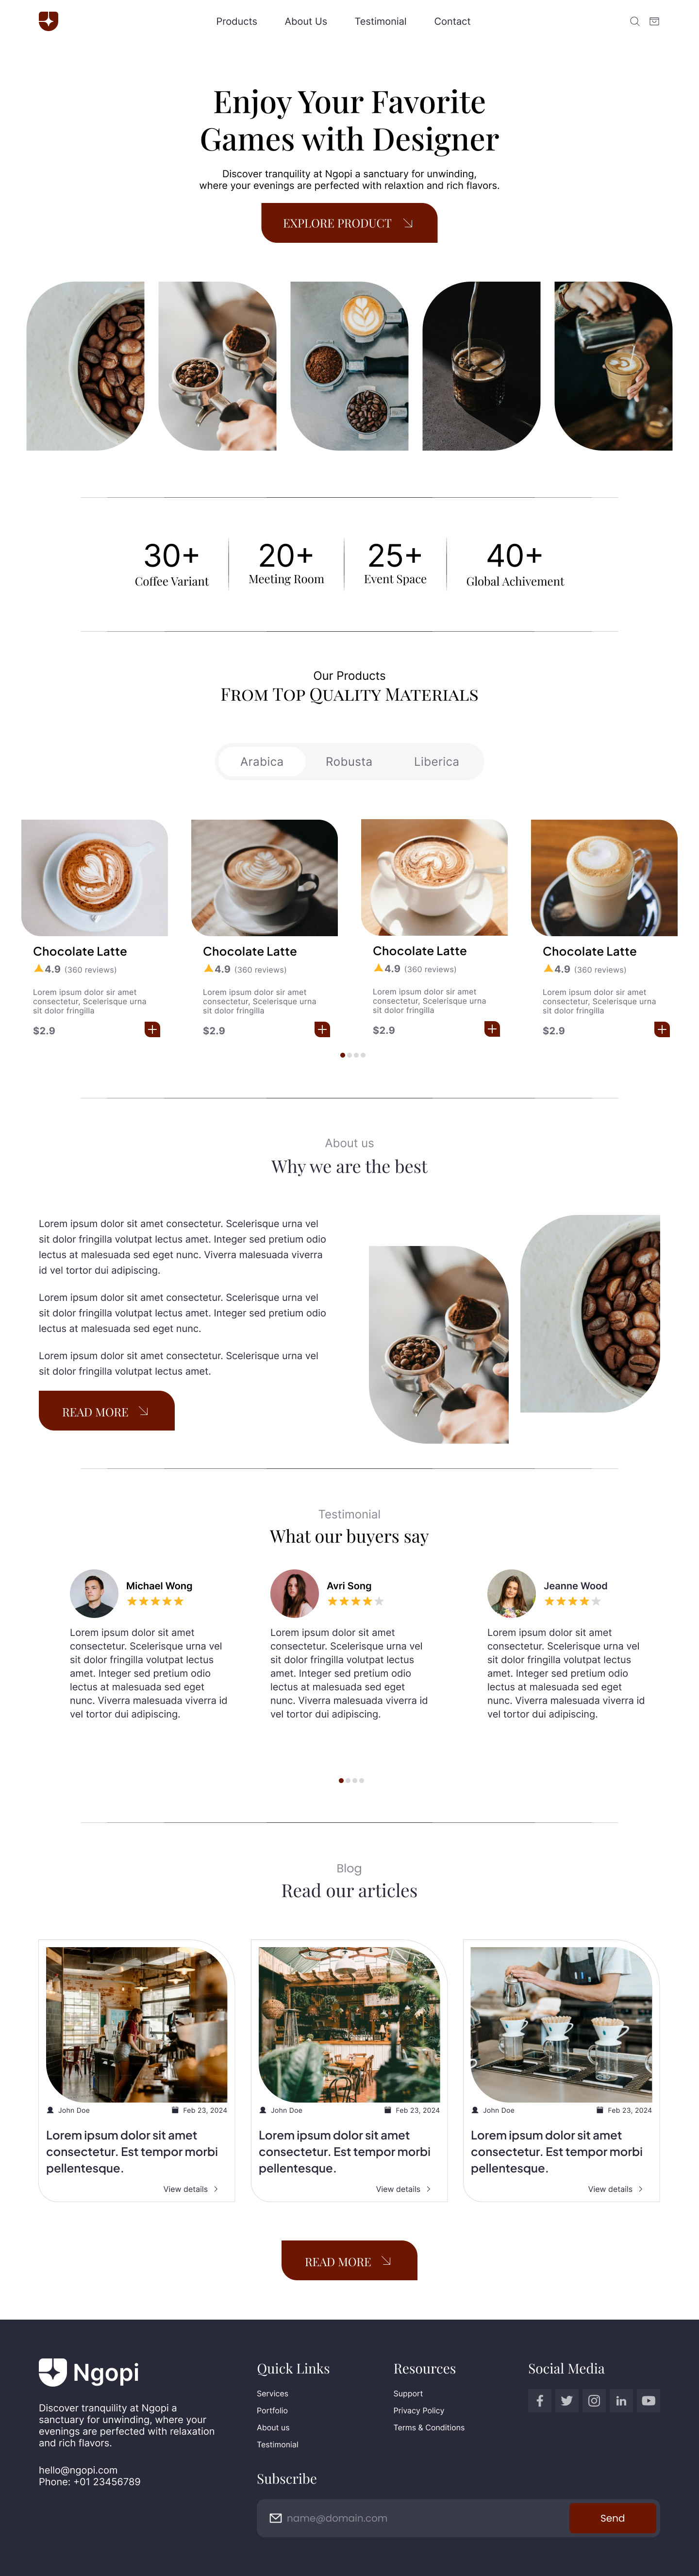 Products About Us Testimonial Contact
Enjoy Your Favorite
Games with Designer
Discover tranquility at Ngopi a sanctuary for unwinding,
where your evenings are perfected with relaxtion and rich flavors.
EXPLORE PRODUCT
30+ 20+ 25+ 40+
Coffee Variant Meeting Room Event Space Global Achivement
Our Products
From Top Quality Materials
Arabica Robusta Liberica
Chocolate Latte
4.9 (360 reviews)
Lorem ipsum dolor sir amet
consectetur, Scelerisque urna
sit dolor fringilla
$2.9
Chocolate Latte
4.9 (360 reviews)
Lorem ipsum dolor sir amet
consectetur, Scelerisque urna
sit dolor fringilla
$2.9
Chocolate Latte
4.9 (360 reviews)
Lorem ipsum dolor sir amet
consectetur, Scelerisque urna
sit dolor fringilla
$2.9
Chocolate Latte
4.9 (360 reviews)
Lorem ipsum dolor sir amet
consectetur, Scelerisque urna
sit dolor fringilla
$2.9
About us
Why we are the best
Lorem ipsum dolor sit amet consectetur. Scelerisque urna vel
sit dolor fringilla volutpat lectus amet. Integer sed pretium odio
lectus at malesuada sed eget nunc. Viverra malesuada viverra
id vel tortor dui adipiscing.
Lorem ipsum dolor sit amet consectetur. Scelerisque urna vel
sit dolor fringilla volutpat lectus amet. Integer sed pretium odio
lectus at malesuada sed eget nunc.
Lorem ipsum dolor sit amet consectetur. Scelerisque urna vel
sit dolor fringilla volutpat lectus amet.
READ MORE
Testimonial
What our buyers say
Michael Wong
Lorem ipsum dolor sit amet
consectetur. Scelerisque urna vel
sit dolor fringilla volutpat lectus
amet. Integer sed pretium odio
lectus at malesuada sed eget
nunc. Viverra malesuada viverra id
vel tortor dui adipiscing.
Avri Song
Lorem ipsum dolor sit amet
consectetur. Scelerisque urna vel
sit dolor fringilla volutpat lectus
amet. Integer sed pretium odio
lectus at malesuada sed eget
nunc. Viverra malesuada viverra id
vel tortor dui adipiscing.
Jeanne Wood
Lorem ipsum dolor sit amet
consectetur. Scelerisque urna vel
sit dolor fringilla volutpat lectus
amet. Integer sed pretium odio
lectus at malesuada sed eget
nunc. Viverra malesuada viverra id
vel tortor dui adipiscing.
Blog
Read our articles
John Doe Feb 23, 2024
Lorem ipsum dolor sit amet
consectetur. Est tempor morbi
pellentesque.
View details
John Doe Feb 23, 2024
Lorem ipsum dolor sit amet
consectetur. Est tempor morbi
pellentesque.
View details
John Doe Feb 23, 2024
Lorem ipsum dolor sit amet
consectetur. Est tempor morbi
pellentesque.
View details
READ MORE
Ngopi
Discover tranquility at Ngopi a
sanctuary for unwinding, where your
evenings are perfected with relaxation
and rich flavors.
hello@ngopi.com
Phone: +01 23456789
Quick Links
Services
Portfolio
About us
Testimonial
Resources
Support
Privacy Policy
Terms & Conditions
Social Media
Subscribe
name@domain.com
Send